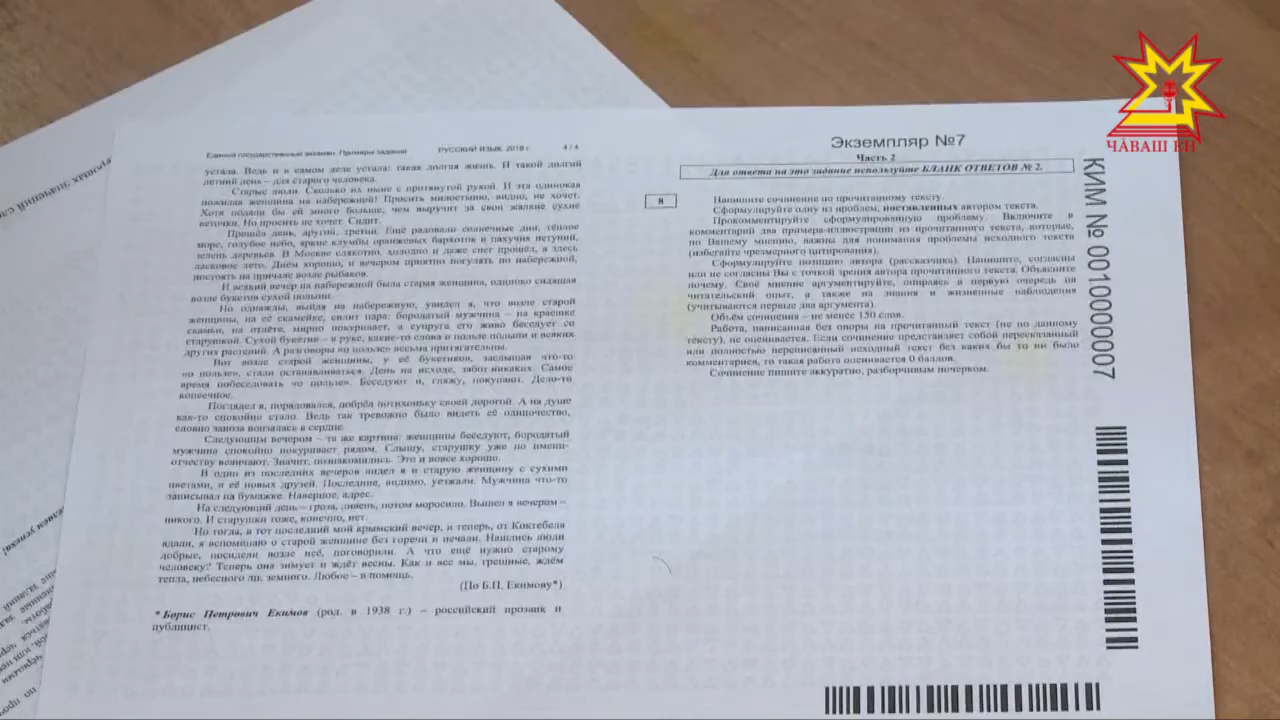 ЧӐВАШ ЕН
Единый государственный экзамен. Примеры заданий РУССКИЙ ЯЗЫК, 2018 г. 4 / 4
устала. Ведь и в самом деле устала: такая долгая жизнь. И такой долгий
летний день – для старого человека.
Старые люди. Сколько их ныне с протянутой рукой. И эта одинокая
пожилая женщина на набережной! Просить милостыню, видно, не хочет.
Хотя подали бы ей много больше, чем выручит за свои жалкие сухие
веточки. Но просить не хочет. Сидит.
Прошёл день, другой, третий. Ещё радовали солнечные дни, тёплое
море, голубое небо, яркие клумбы оранжевых бархоток и пахучих петуний,
зелень деревьев. В Москве слякотно, холодно и даже снег прошёл, а здесь
ласковое лето. Днём хорошо, и вечером приятно погулять по набережной,
постоять на причале возле рыбаков.
И всякий вечер на набережной была старая женщина, одиноко сидящая
возле букетов сухой полыни.
Но однажды, выйдя на набережную, увидел я, что возле старой
женщины, на её скамейке, сидит пара: бородатый мужчина – на краешке
скамьи, на отлёте, мирно покуривает, а супруга его живо беседует со
старушкой. Сухой букетик – в руке, какие-то слова о пользе полыни и всяких
других растений. А разговоры «о пользе» весьма притягательны.
Вот возле старой женщины, у её букетиков, заслышав что-то
«о пользе», стали останавливаться. День на исходе, забот никаких. Самое
время побеседовать «о пользе». Беседуют и, гляжу, покупают. Дело-то
копеечное.
Поглядел я, порадовался, побрёл потихоньку своей дорогой. А на душе
как-то спокойно стало. Ведь так тревожно было видеть её одиночество,
словно заноза вонзалась в сердце.
Следующим вечером – та же картина: женщины беседуют, бородатый
мужчина спокойно покуривает рядом. Слышу, старушку уже по имени-
отчеству величают. Значит, познакомились. Это и вовсе хорошо.
В один из последних вечеров видел я и старую женщину с сухими
цветами, и её новых друзей. Последние, видимо, уезжали. Мужчина что-то
записывал на бумажке. Наверное, адрес.
На следующий день – гроза, ливень, потом моросило. Вышел я вечером –
никого. И старушки тоже, конечно, нет.
Но тогда, в тот последний мой крымский вечер, и теперь, от Коктебеля
вдали, я вспоминаю о старой женщине без горечи и печали. Нашлись люди
добрые, посидели возле неё, поговорили. А что ещё нужно старому
человеку? Теперь она зимует и ждёт весны. Как и все мы, грешные, ждём
тепла, небесного ли, земного. Любое – в помощь.
(По Б.П. Екимову*)
*Борис Петрович Екимов (род. в 1938 г.) – российский прозаик и
публицист.
Экземпляр №7
Часть 2
Для ответа на это задание используйте БЛАНК ОТВЕТОВ № 2.
8
Напишите сочинение по прочитанному тексту.
Сформулируйте одну из проблем, поставленных автором текста.
Прокомментируйте сформулированную проблему. Включите в
комментарий два примера-иллюстрации из прочитанного текста, которые,
по Вашему мнению, важны для понимания проблемы исходного текста
(избегайте чрезмерного цитирования).
Сформулируйте позицию автора (рассказчика). Напишите, согласны
или не согласны Вы с точкой зрения автора прочитанного текста. Объясните
почему. Своё мнение аргументируйте, опираясь в первую очередь на
читательский опыт, а также на знания и жизненные наблюдения
(учитываются первые два аргумента).
Объём сочинения – не менее 150 слов.
Работа, написанная без опоры на прочитанный текст (не по данному
тексту), не оценивается. Если сочинение представляет собой пересказанный
или полностью переписанный исходный текст без каких бы то ни было
комментариев, то такая работа оценивается 0 баллов.
Сочинение пишите аккуратно, разборчивым почерком.
КИМ № 001000007